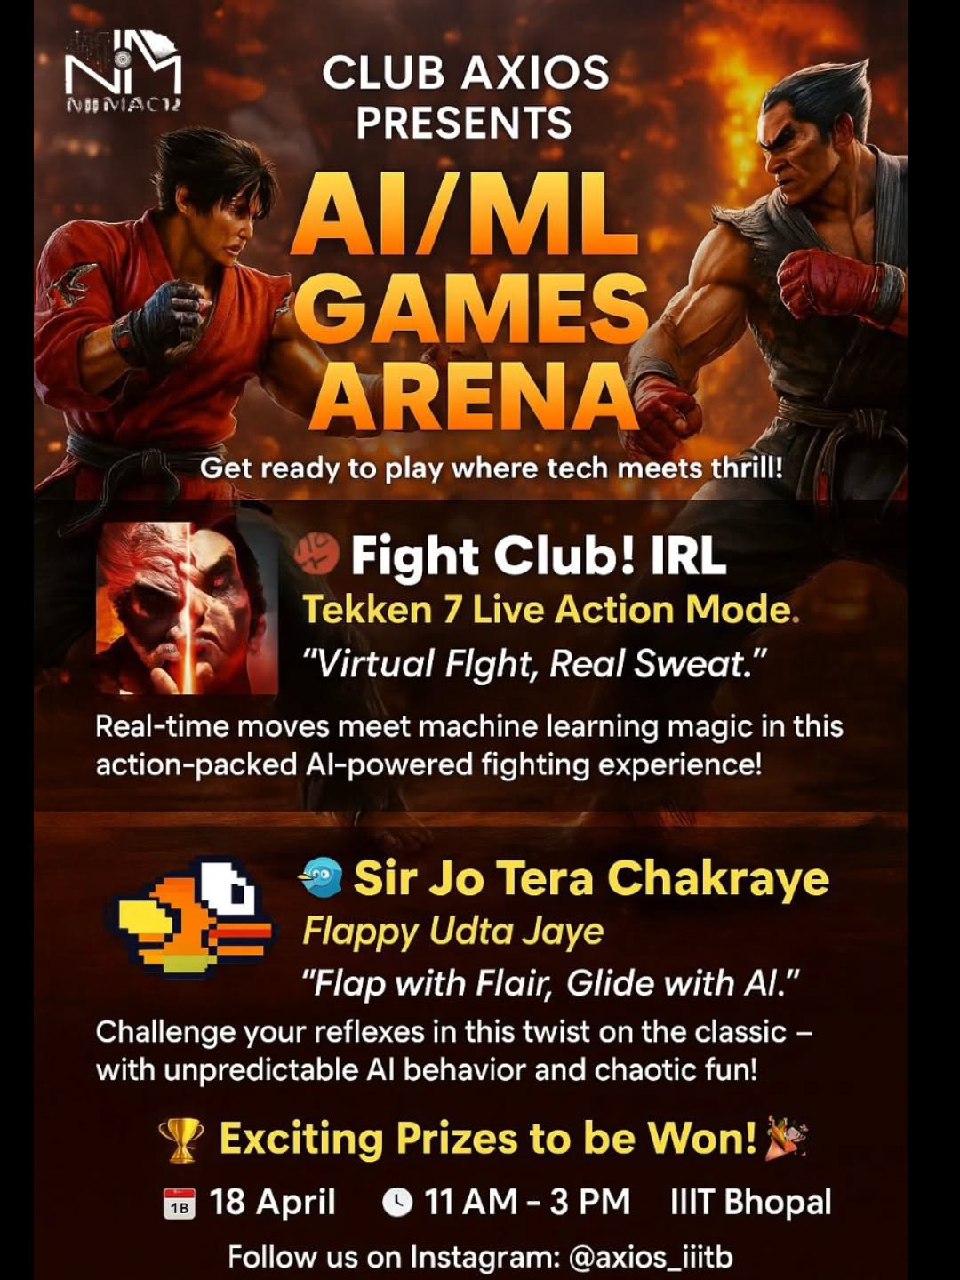 CLUB AXIOS
PRESENTS
AI/ML
GAMES
ARENA
Get ready to play where tech meets thrill!
Fight Club! IRL
Tekken 7 Live Action Mode.
“Virtual FIght, Real Sweat.”
Real-time moves meet machine learning magic in this
action-packed AI-powered fighting experience!
Sir Jo Tera Chakraye
Flappy Udta Jaye
“Flap with Flair, Glide with AI.”
Challenge your reflexes in this twist on the classic –
with unpredictable AI behavior and chaotic fun!
Exciting Prizes to be Won!
18 April 11 AM - 3 PM IIIT Bhopal
Follow us on Instagram: @axios_iiitb